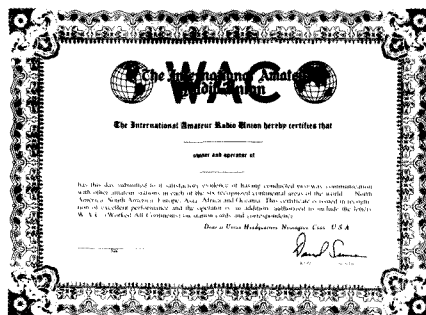 WAC
The International Amateur
Radio Union
The International Amateur Radio Union hereby certifies that
owner and operator of
has this day submitted to it satisfactory evidence of having conducted two-way communication
with other amateur stations in each of the six recognized continental areas of the world North
America South America Europe Asia Africa and Oceania This certificate is issued in recogni-
tion of excellent performance and the operator is in addition authorized to include the letters
W.A.C. (Worked All Continents) on station cards and correspondence
Done at Union Headquarters Newington Conn U S A